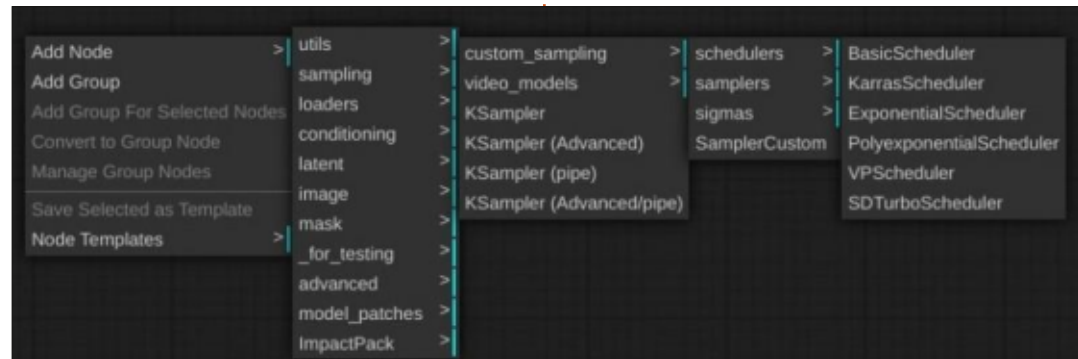 Add Node >
Add Group
Add Group For Selected Nodes
Convert to Group Node
Manage Group Nodes
Save Selected as Template
Node Templates >
utils >
sampling >
loaders >
conditioning >
latent >
image >
mask >
_for_testing >
advanced >
model_patches >
ImpactPack >
custom_sampling >
video_models >
KSampler
KSampler (Advanced)
KSampler (pipe)
KSampler (Advanced/pipe)
schedulers >
samplers >
sigmas >
SamplerCustom
BasicScheduler
KarrasScheduler
ExponentialScheduler
PolyexponentialScheduler
VPScheduler
SDTurboScheduler